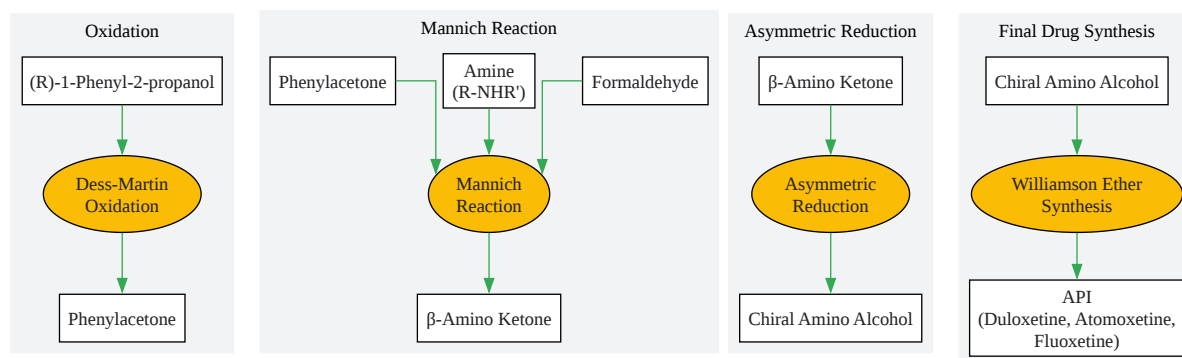 Oxidation
(R)-1-Phenyl-2-propanol
Dess-Martin
Oxidation
Phenylacetone
Mannich Reaction
Phenylacetone
Amine
(R-NHR')
Formaldehyde
Mannich
Reaction
β-Amino Ketone
Asymmetric Reduction
β-Amino Ketone
Asymmetric
Reduction
Chiral Amino Alcohol
Final Drug Synthesis
Chiral Amino Alcohol
Williamson Ether
Synthesis
API
(Duloxetine, Atomoxetine,
Fluoxetine)